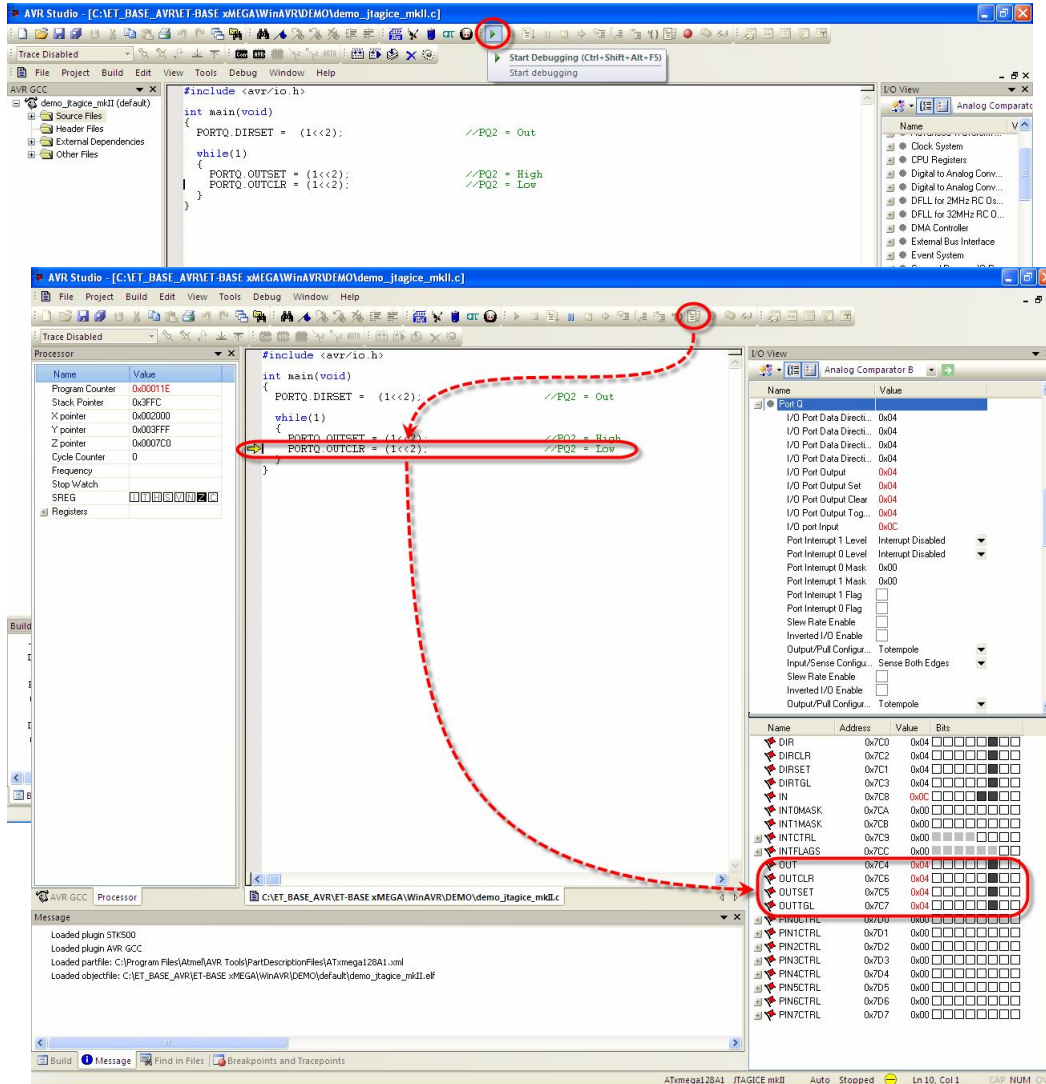 AVR Studio - [C:\ET_BASE_AVR\ET-BASE xMEGA\WinAVR\DEMO\demo_jtagice_mkII.c]
Trace Disabled
Start Debugging (Ctrl+Shift+Alt+F5)
Start debugging
File Project Build Edit View Tools Debug Window Help
AVR GCC
demo_jtagice_mkII (default)
Source Files
Header Files
External Dependencies
Other Files
#include <avr/io.h>
int main(void)
{
PORTQ.DIRSET = (1<<2); //PQ2 = Out
while(1)
{
PORTQ.OUTSET = (1<<2); //PQ2 = High
PORTQ.OUTCLR = (1<<2); //PQ2 = Low
}
}
I/O View
Analog Comparato
Name V
Clock System
CPU Registers
Digital to Analog Conv...
Digital to Analog Conv...
DFLL for 2MHz RC Os...
DFLL for 32MHz RC O...
DMA Controller
External Bus Interface
Event System
AVR Studio - [C:\ET_BASE_AVR\ET-BASE xMEGA\WinAVR\DEMO\demo_jtagice_mkII.c]
File Project Build Edit View Tools Debug Window Help
Trace Disabled
Processor
Name Value
Program Counter 0x00011E
Stack Pointer 0x3FFC
X pointer 0x002000
Y pointer 0x003FFF
Z pointer 0x0007C0
Cycle Counter 0
Frequency
Stop Watch
SREG I T H S V N Z C
Registers
#include <avr/io.h>
int main(void)
{
PORTQ.DIRSET = (1<<2); //PQ2 = Out
while(1)
{
PORTQ.OUTSET = (1<<2); //PQ2 = High
PORTQ.OUTCLR = (1<<2); //PQ2 = Low
}
}
I/O View
Analog Comparator B
Name Value
Port Q
I/O Port Data Directi... 0x04
I/O Port Data Directi... 0x04
I/O Port Data Directi... 0x04
I/O Port Data Directi... 0x04
I/O Port Output 0x04
I/O Port Output Set 0x04
I/O Port Output Clear 0x04
I/O Port Output Tog... 0x04
I/O port Input 0x0C
Port Interrupt 1 Level Interrupt Disabled
Port Interrupt 0 Level Interrupt Disabled
Port Interrupt 0 Mask 0x00
Port Interrupt 1 Mask 0x00
Port Interrupt 1 Flag
Port Interrupt 0 Flag
Slew Rate Enable
Inverted I/O Enable
Output/Pull Configur... Totempole
Input/Sense Configu... Sense Both Edges
Slew Rate Enable
Inverted I/O Enable
Output/Pull Configur... Totempole
Name Address Value Bits
DIR 0x7C0 0x04
DIRCLR 0x7C2 0x04
DIRSET 0x7C1 0x04
DIRTGL 0x7C3 0x04
IN 0x7C8 0x0C
INT0MASK 0x7CA 0x00
INT1MASK 0x7CB 0x00
INTCTRL 0x7C9 0x00
INTFLAGS 0x7CC 0x00
OUT 0x7C4 0x04
OUTCLR 0x7C6 0x04
OUTSET 0x7C5 0x04
OUTTGL 0x7C7 0x04
PIN0CTRL 0x7D0 0x00
PIN1CTRL 0x7D1 0x00
PIN2CTRL 0x7D2 0x00
PIN3CTRL 0x7D3 0x00
PIN4CTRL 0x7D4 0x00
PIN5CTRL 0x7D5 0x00
PIN6CTRL 0x7D6 0x00
PIN7CTRL 0x7D7 0x00
Build
AVR GCC Processor
C:\ET_BASE_AVR\ET-BASE xMEGA\WinAVR\DEMO\demo_jtagice_mkII.c
Message
Loaded plugin STK500
Loaded plugin AVR GCC
Loaded partfile: C:\Program Files\Atmel\AVR Tools\PartDescriptionFiles\ATxmega128A1.xml
Loaded objectfile: C:\ET_BASE_AVR\ET-BASE xMEGA\WinAVR\DEMO\default\demo_jtagice_mkII.elf
Build Message Find in Files Breakpoints and Tracepoints
ATxmega128A1 JTAGICE mkII Auto Stopped Ln 10, Col 1 CAP NUM